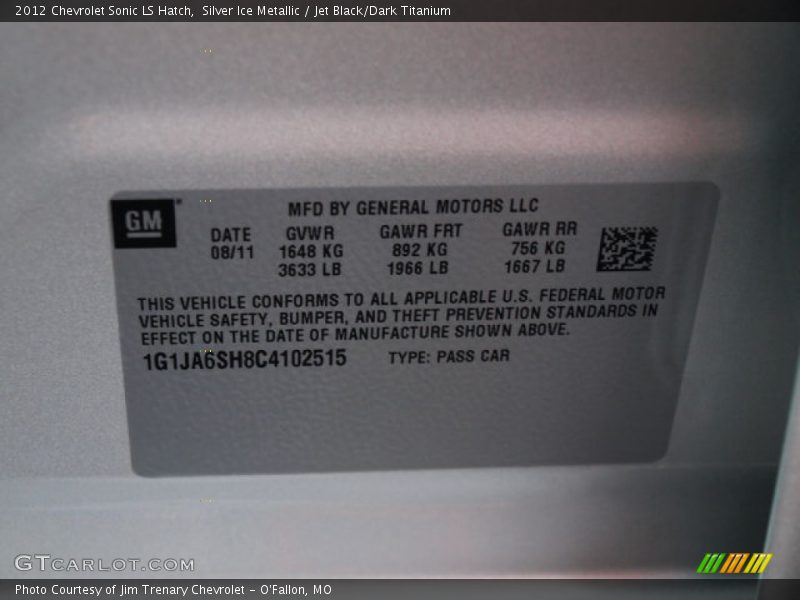 2012 Chevrolet Sonic LS Hatch,  Silver Ice Metallic / Jet Black/Dark Titanium
GM
MFD BY GENERAL MOTORS LLC
DATE GVWR GAWR FRT GAWR RR
08/11 1648 KG 892 KG 756 KG
3633 LB 1966 LB 1667 LB
THIS VEHICLE CONFORMS TO ALL APPLICABLE U.S. FEDERAL MOTOR
VEHICLE SAFETY, BUMPER, AND THEFT PREVENTION STANDARDS IN
EFFECT ON THE DATE OF MANUFACTURE SHOWN ABOVE.
1G1JA6SH8C4102515 TYPE: PASS CAR
GTCARLOT.COM
Photo Courtesy of Jim Trenary Chevrolet - O'Fallon, MO